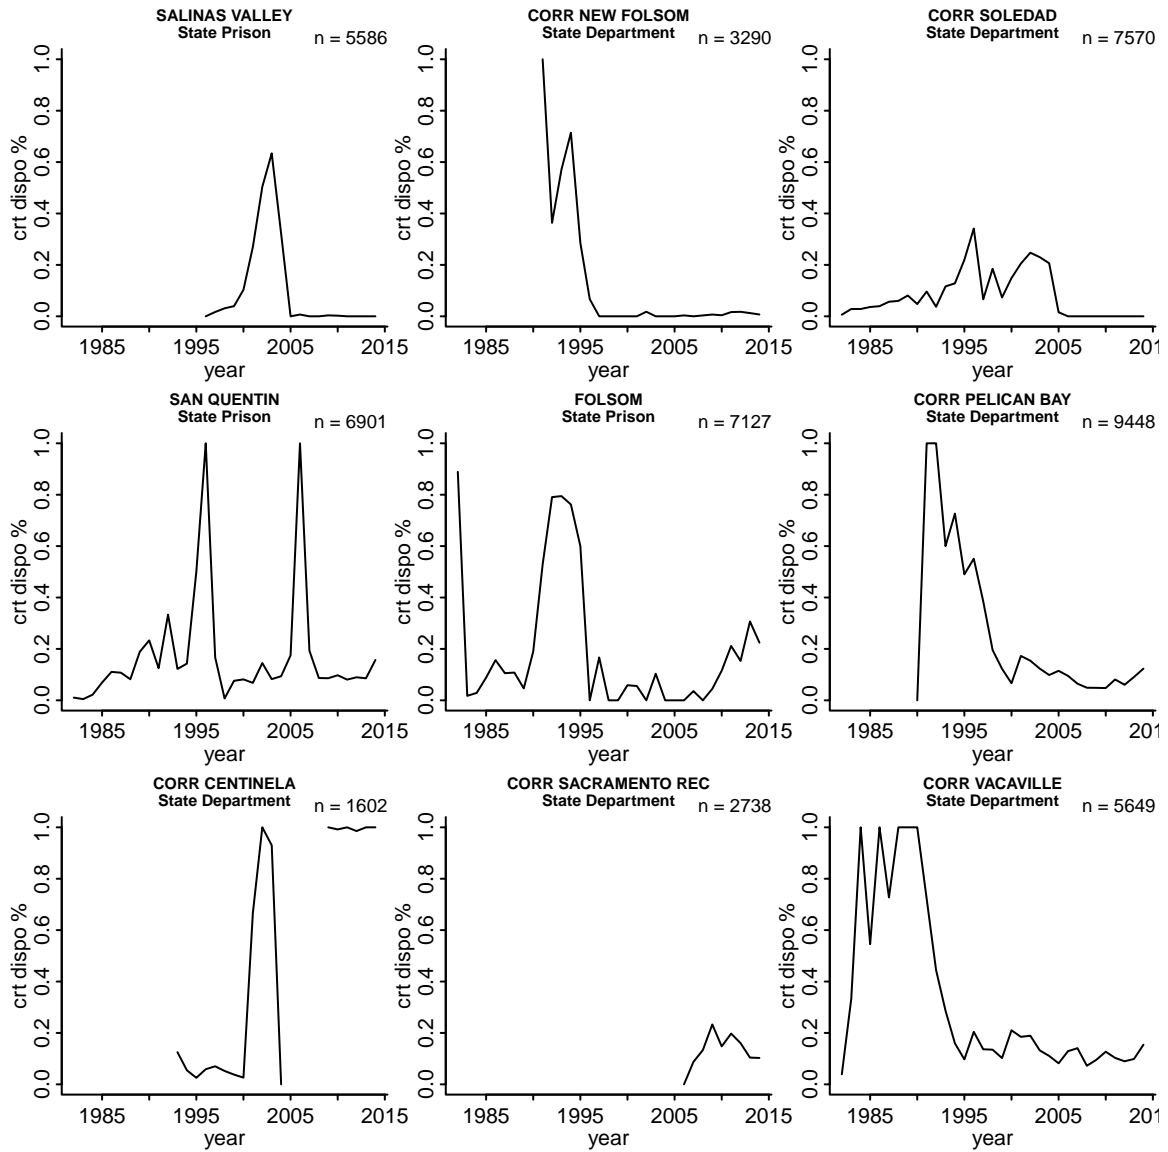 SALINAS VALLEY
State Prison
n = 5586
crt dispo %
0.0 0.2 0.4 0.6 0.8 1.0
1985 1995 2005 2015
year
CORR NEW FOLSOM
State Department
n = 3290
crt dispo %
0.0 0.2 0.4 0.6 0.8 1.0
1985 1995 2005 2015
year
CORR SOLEDAD
State Department
n = 7570
crt dispo %
0.0 0.2 0.4 0.6 0.8 1.0
1985 1995 2005 201
year
SAN QUENTIN
State Prison
n = 6901
crt dispo %
0.0 0.2 0.4 0.6 0.8 1.0
1985 1995 2005 2015
year
FOLSOM
State Prison
n = 7127
crt dispo %
0.0 0.2 0.4 0.6 0.8 1.0
1985 1995 2005 2015
year
CORR PELICAN BAY
State Department
n = 9448
crt dispo %
0.0 0.2 0.4 0.6 0.8 1.0
1985 1995 2005 201
year
CORR CENTINELA
State Department
n = 1602
crt dispo %
0.0 0.2 0.4 0.6 0.8 1.0
1985 1995 2005 2015
year
CORR SACRAMENTO REC
State Department
n = 2738
crt dispo %
0.0 0.2 0.4 0.6 0.8 1.0
1985 1995 2005 2015
year
CORR VACAVILLE
State Department
n = 5649
crt dispo %
0.0 0.2 0.4 0.6 0.8 1.0
1985 1995 2005 201
year